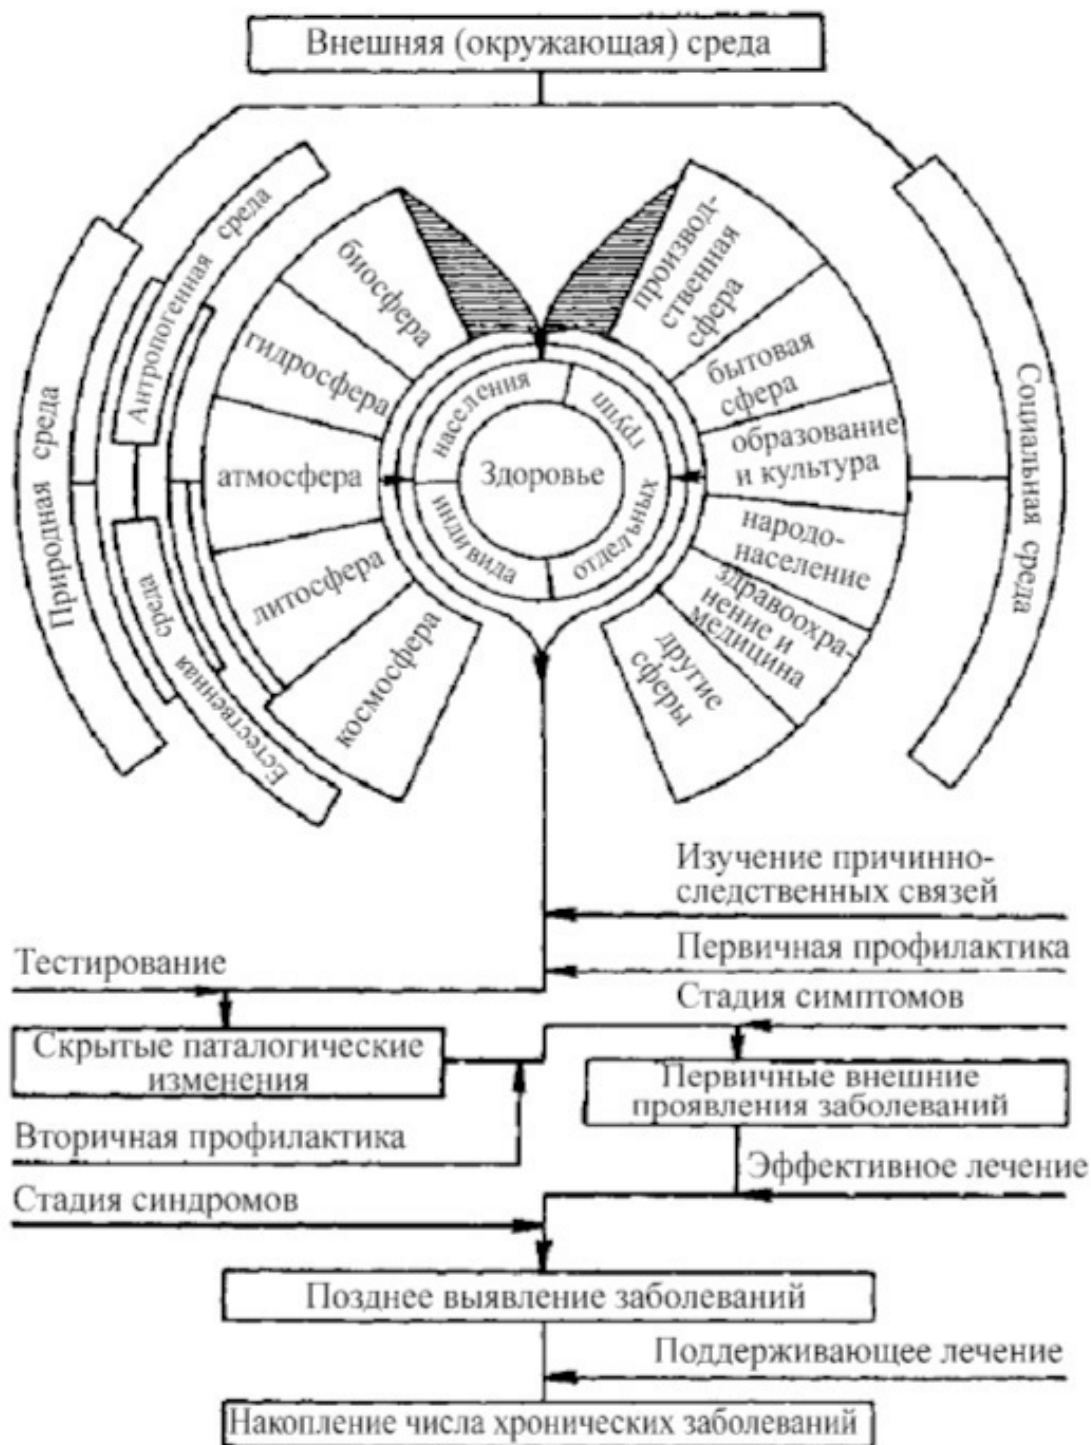 Внешняя (окружающая) среда
Природная среда
Антропогенная среда
Естественная среда
биосфера
гидросфера
атмосфера
литосфера
космосфера
Здоровье
населения
индивида
отдельных
групп
производ-
ственная
сфера
бытовая
сфера
образование
и культура
народо-
население
здравоохра-
нение и
медицина
другие
сферы
Социальная среда
Изучение причинно-
следственных связей
Первичная профилактика
Тестирование
Стадия симптомов
Скрытые паталогические
изменения
Первичные внешние
проявления заболеваний
Вторичная профилактика
Эффективное лечение
Стадия синдромов
Позднее выявление заболеваний
Поддерживающее лечение
Накопление числа хронических заболеваний